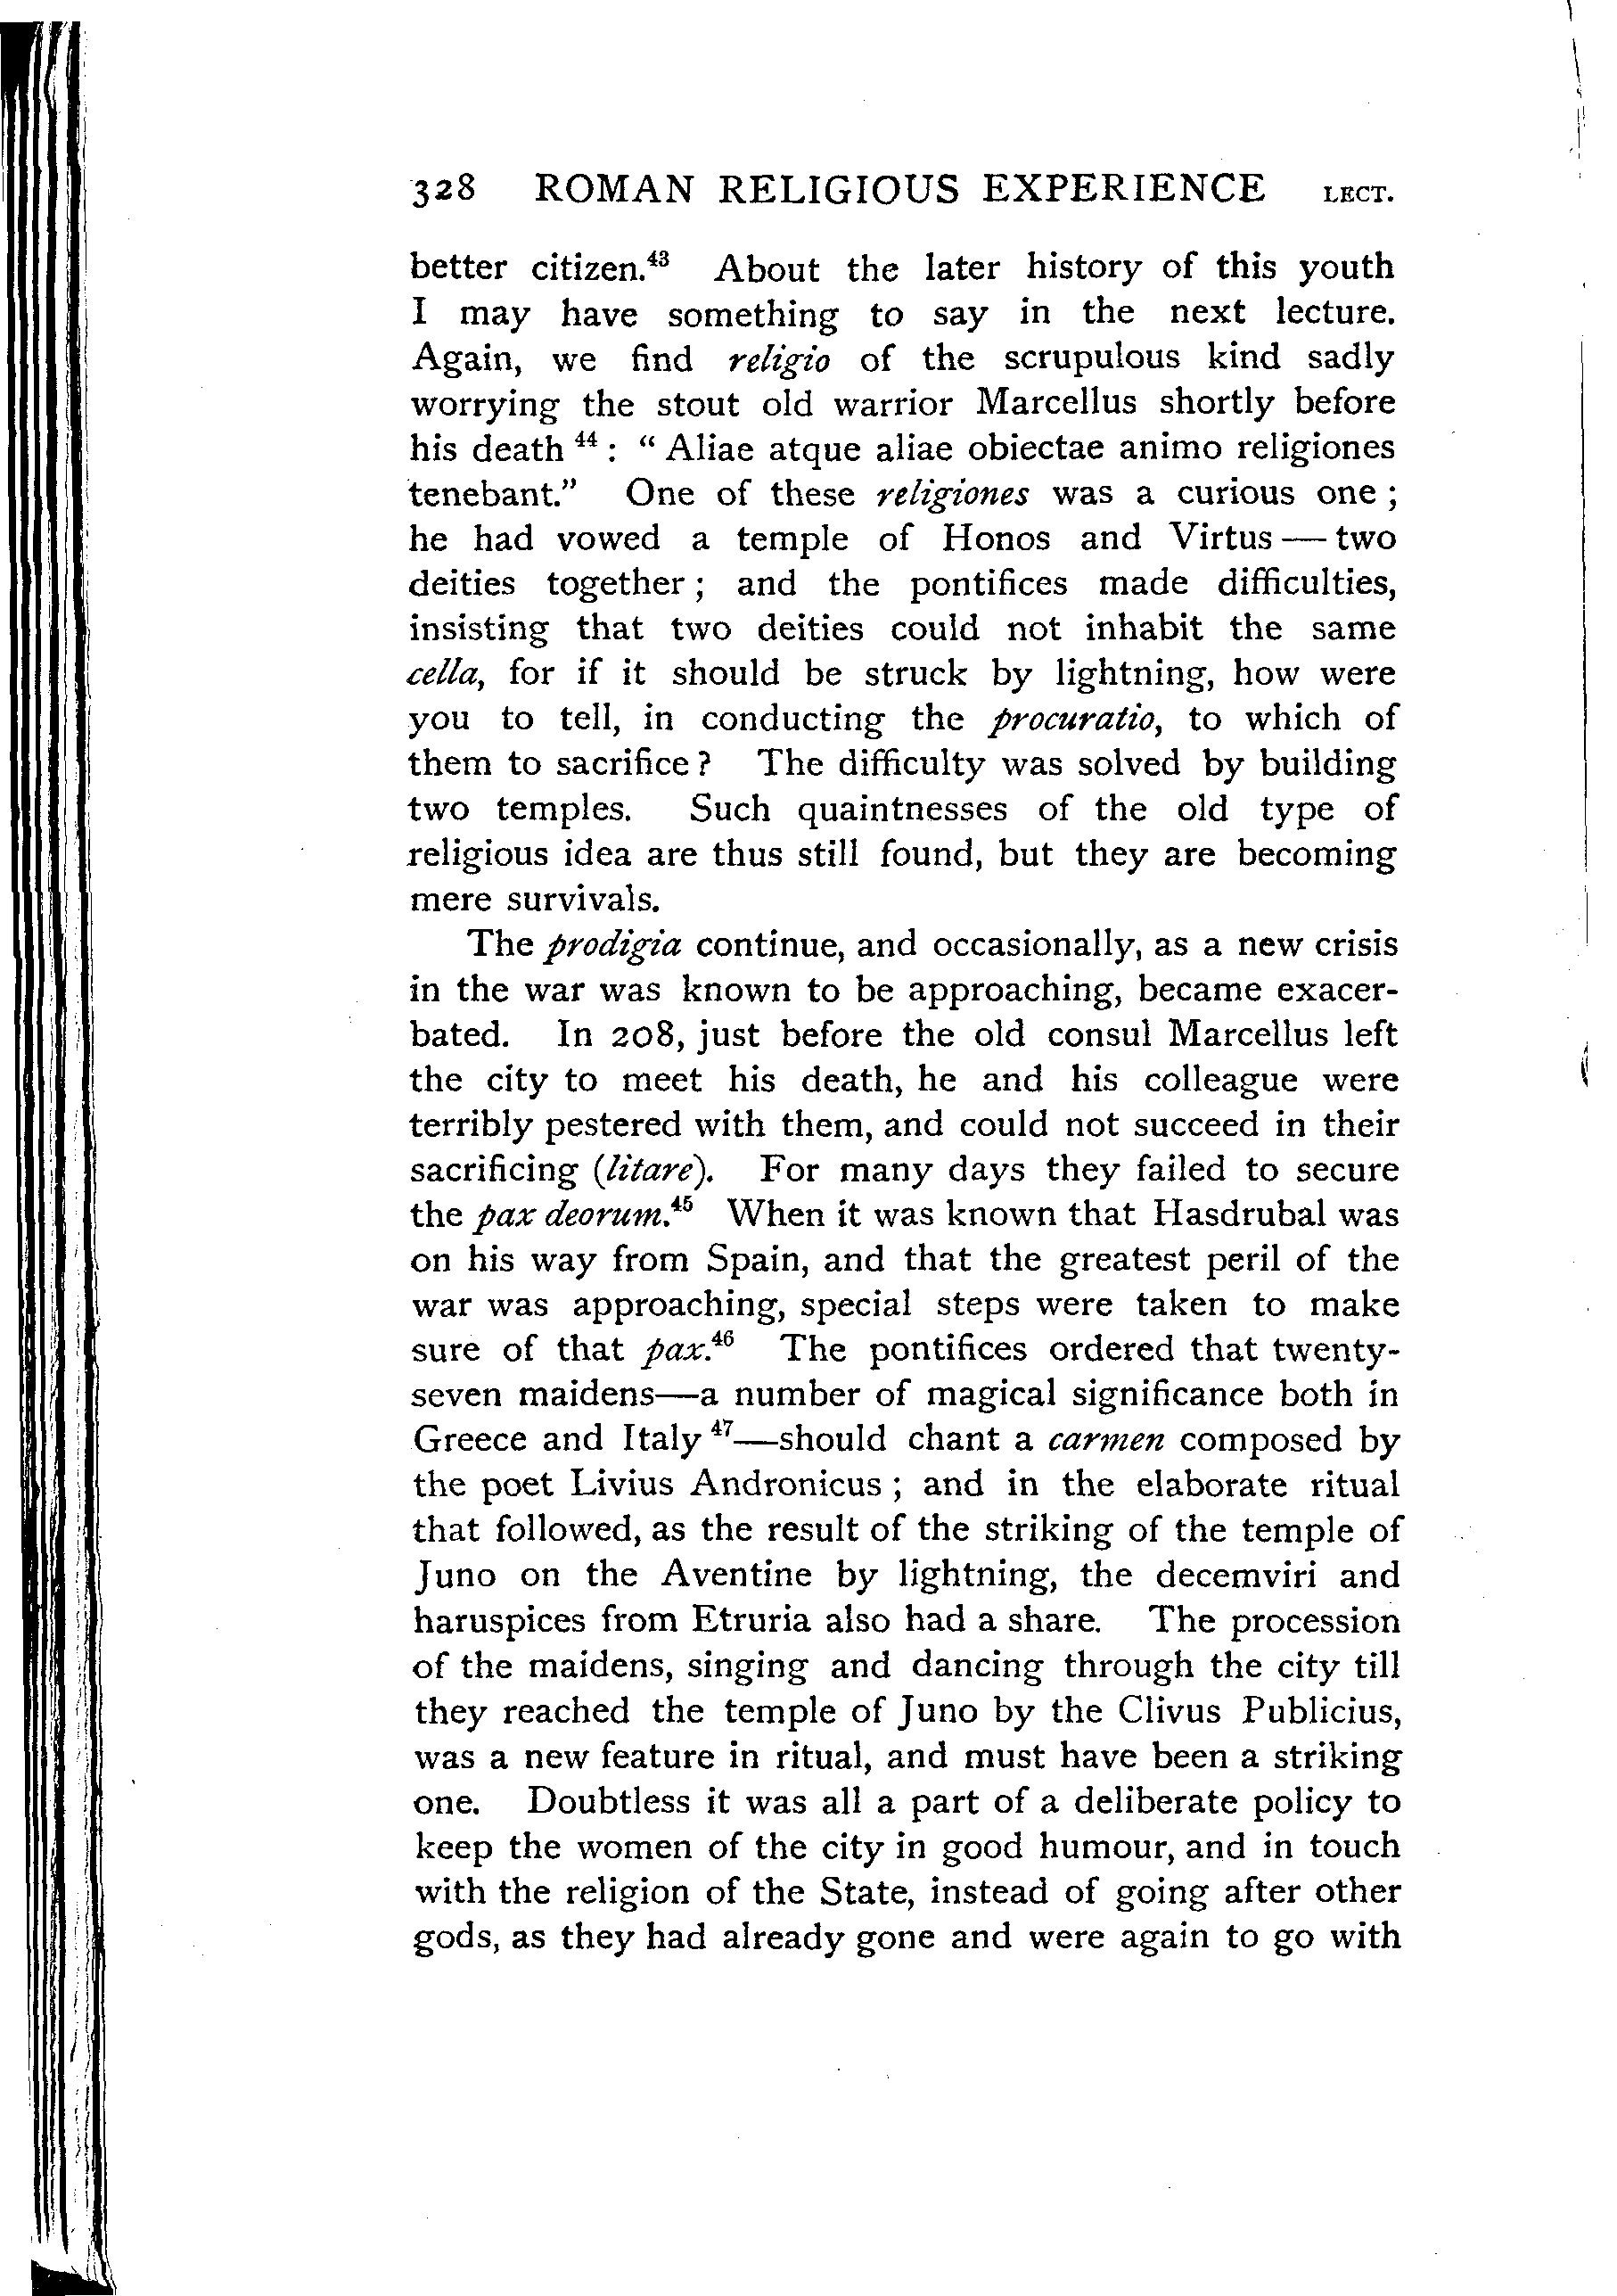 328 ROMAN RELIGIOUS EXPERIENCE LECT.
better citizen.⁴³ About the later history of this youth
I may have something to say in the next lecture.
Again, we find religio of the scrupulous kind sadly
worrying the stout old warrior Marcellus shortly before
his death ⁴⁴ : “ Aliae atque aliae obiectae animo religiones
tenebant.” One of these religiones was a curious one ;
he had vowed a temple of Honos and Virtus — two
deities together ; and the pontifices made difficulties,
insisting that two deities could not inhabit the same
cella, for if it should be struck by lightning, how were
you to tell, in conducting the procuratio, to which of
them to sacrifice ? The difficulty was solved by building
two temples. Such quaintnesses of the old type of
religious idea are thus still found, but they are becoming
mere survivals.
The prodigia continue, and occasionally, as a new crisis
in the war was known to be approaching, became exacer-
bated. In 208, just before the old consul Marcellus left
the city to meet his death, he and his colleague were
terribly pestered with them, and could not succeed in their
sacrificing (litare). For many days they failed to secure
the pax deorum.⁴⁵ When it was known that Hasdrubal was
on his way from Spain, and that the greatest peril of the
war was approaching, special steps were taken to make
sure of that pax.⁴⁶ The pontifices ordered that twenty-
seven maidens—a number of magical significance both in
Greece and Italy ⁴⁷—should chant a carmen composed by
the poet Livius Andronicus ; and in the elaborate ritual
that followed, as the result of the striking of the temple of
Juno on the Aventine by lightning, the decemviri and
haruspices from Etruria also had a share. The procession
of the maidens, singing and dancing through the city till
they reached the temple of Juno by the Clivus Publicius,
was a new feature in ritual, and must have been a striking
one. Doubtless it was all a part of a deliberate policy to
keep the women of the city in good humour, and in touch
with the religion of the State, instead of going after other
gods, as they had already gone and were again to go with